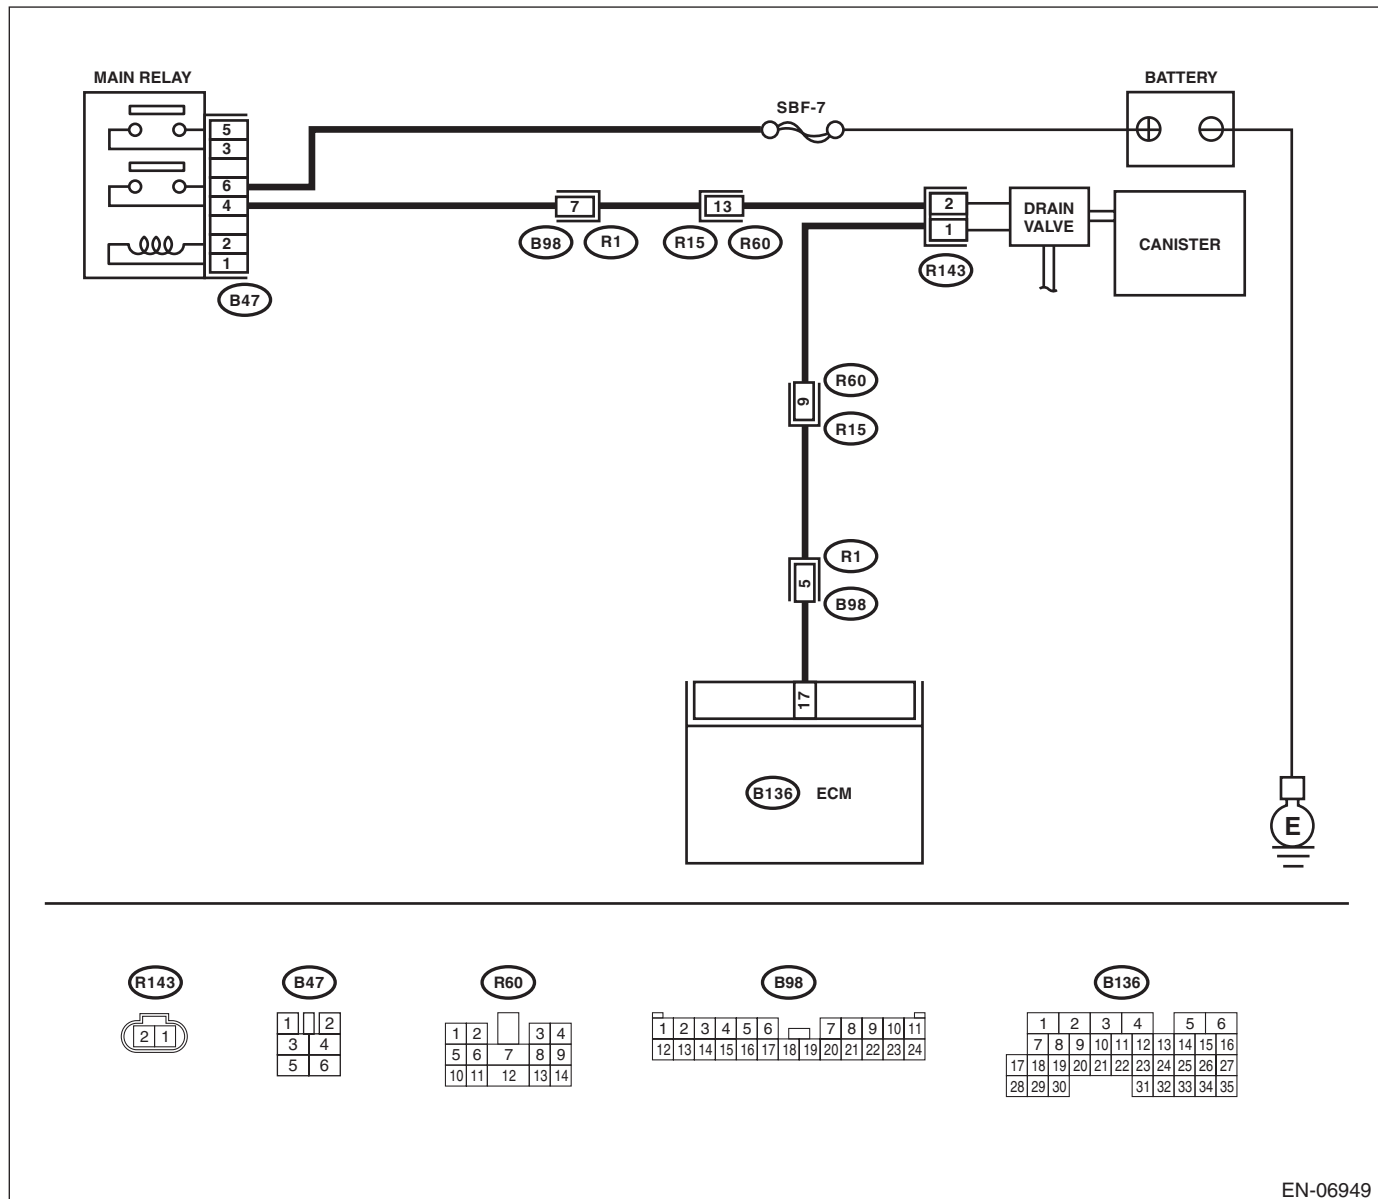 MAIN RELAY
BATTERY
SBF-7
5
3
6
4
2
1
B47
7
B98 R1
13
R15 R60
2
1
R143
DRAIN
VALVE
CANISTER
9
R60
R15
5
R1
B98
17
B136 ECM
E
R143
2 1
B47
1 2
3 4
5 6
R60
1 2 3 4
5 6 7 8 9
10 11 12 13 14
B98
1 2 3 4 5 6 7 8 9 10 11
12 13 14 15 16 17 18 19 20 21 22 23 24
B136
1 2 3 4 5 6
7 8 9 10 11 12 13 14 15 16
17 18 19 20 21 22 23 24 25 26 27
28 29 30 31 32 33 34 35
EN-06949